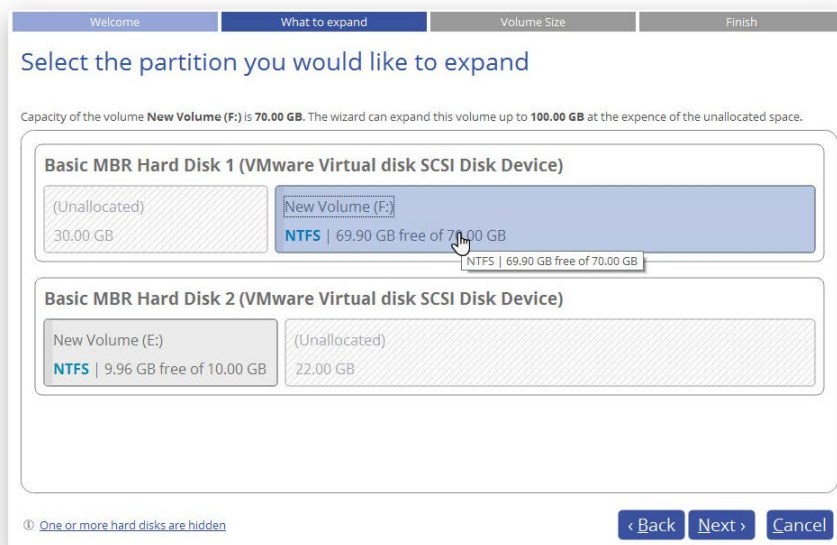 Welcome
What to expand
Volume Size
Finish
Select the partition you would like to expand
Capacity of the volume New Volume (F:) is 70.00 GB. The wizard can expand this volume up to 100.00 GB at the expence of the unallocated space.
Basic MBR Hard Disk 1 (VMware Virtual disk SCSI Disk Device)
(Unallocated)
30.00 GB
New Volume (F:)
NTFS | 69.90 GB free of 70.00 GB
NTFS | 69.90 GB free of 70.00 GB
Basic MBR Hard Disk 2 (VMware Virtual disk SCSI Disk Device)
New Volume (E:)
NTFS | 9.96 GB free of 10.00 GB
(Unallocated)
22.00 GB
One or more hard disks are hidden
‹ Back
Next ›
Cancel